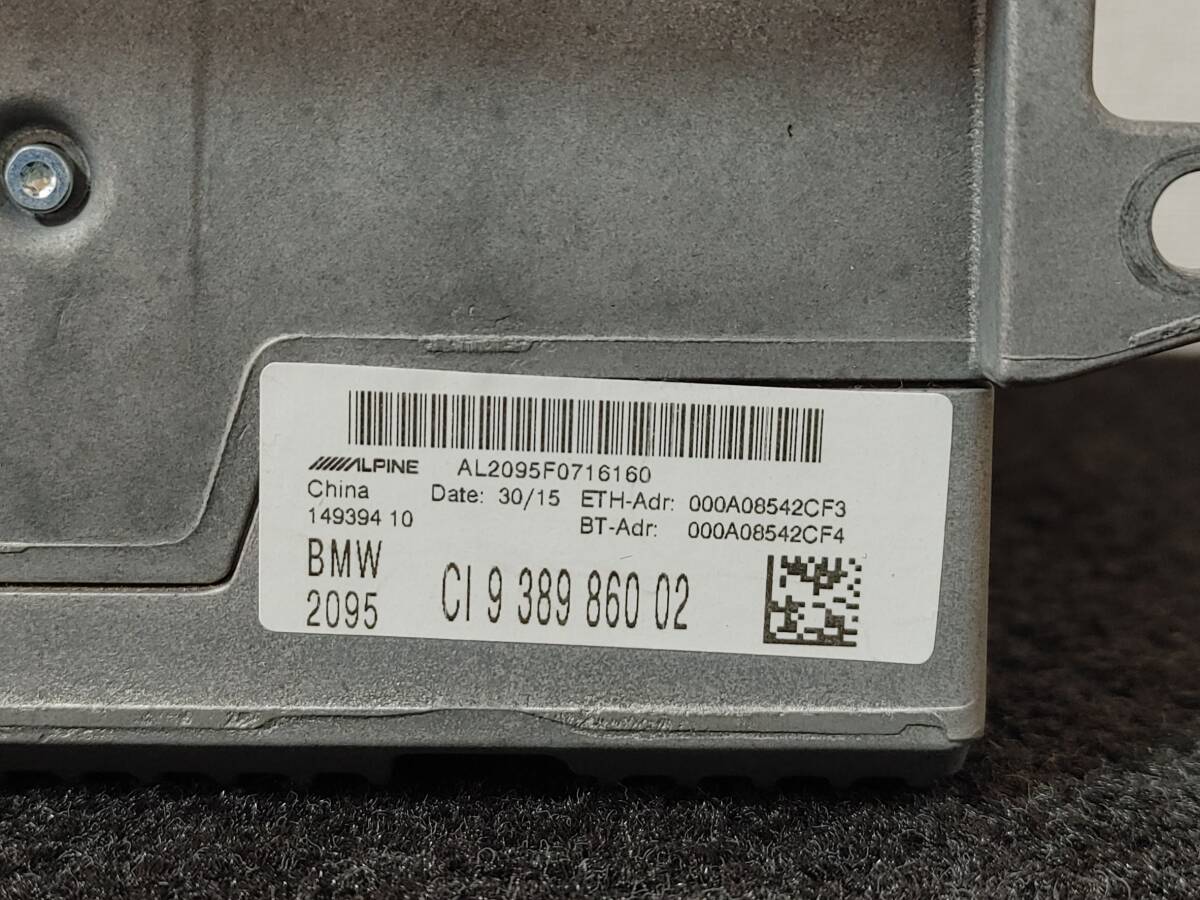 ALPINE AL2095F0716160
China Date: 30/15 ETH-Adr: 000A08542CF3
149394 10 BT-Adr: 000A08542CF4
BMW
2095 CI 9 389 860 02